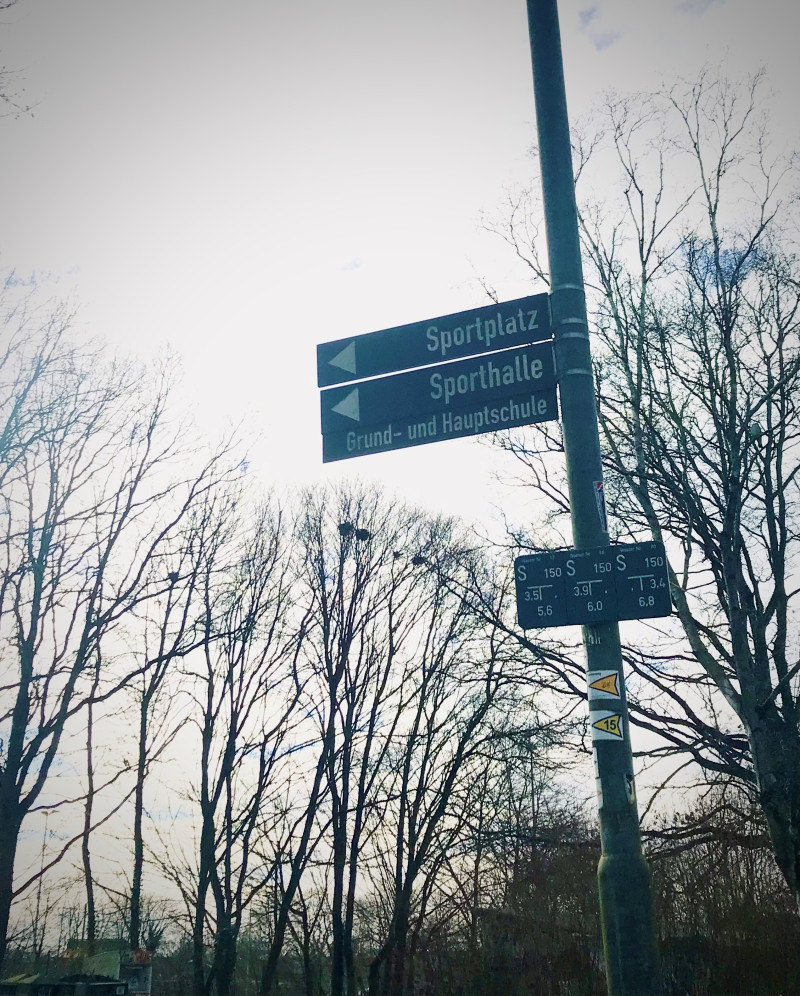 Sportplatz
Sporthalle
Grund- und Hauptschule
S 150 S 150 S 150
3.5 3.9 3.4
5.6 6.0 6.8
15